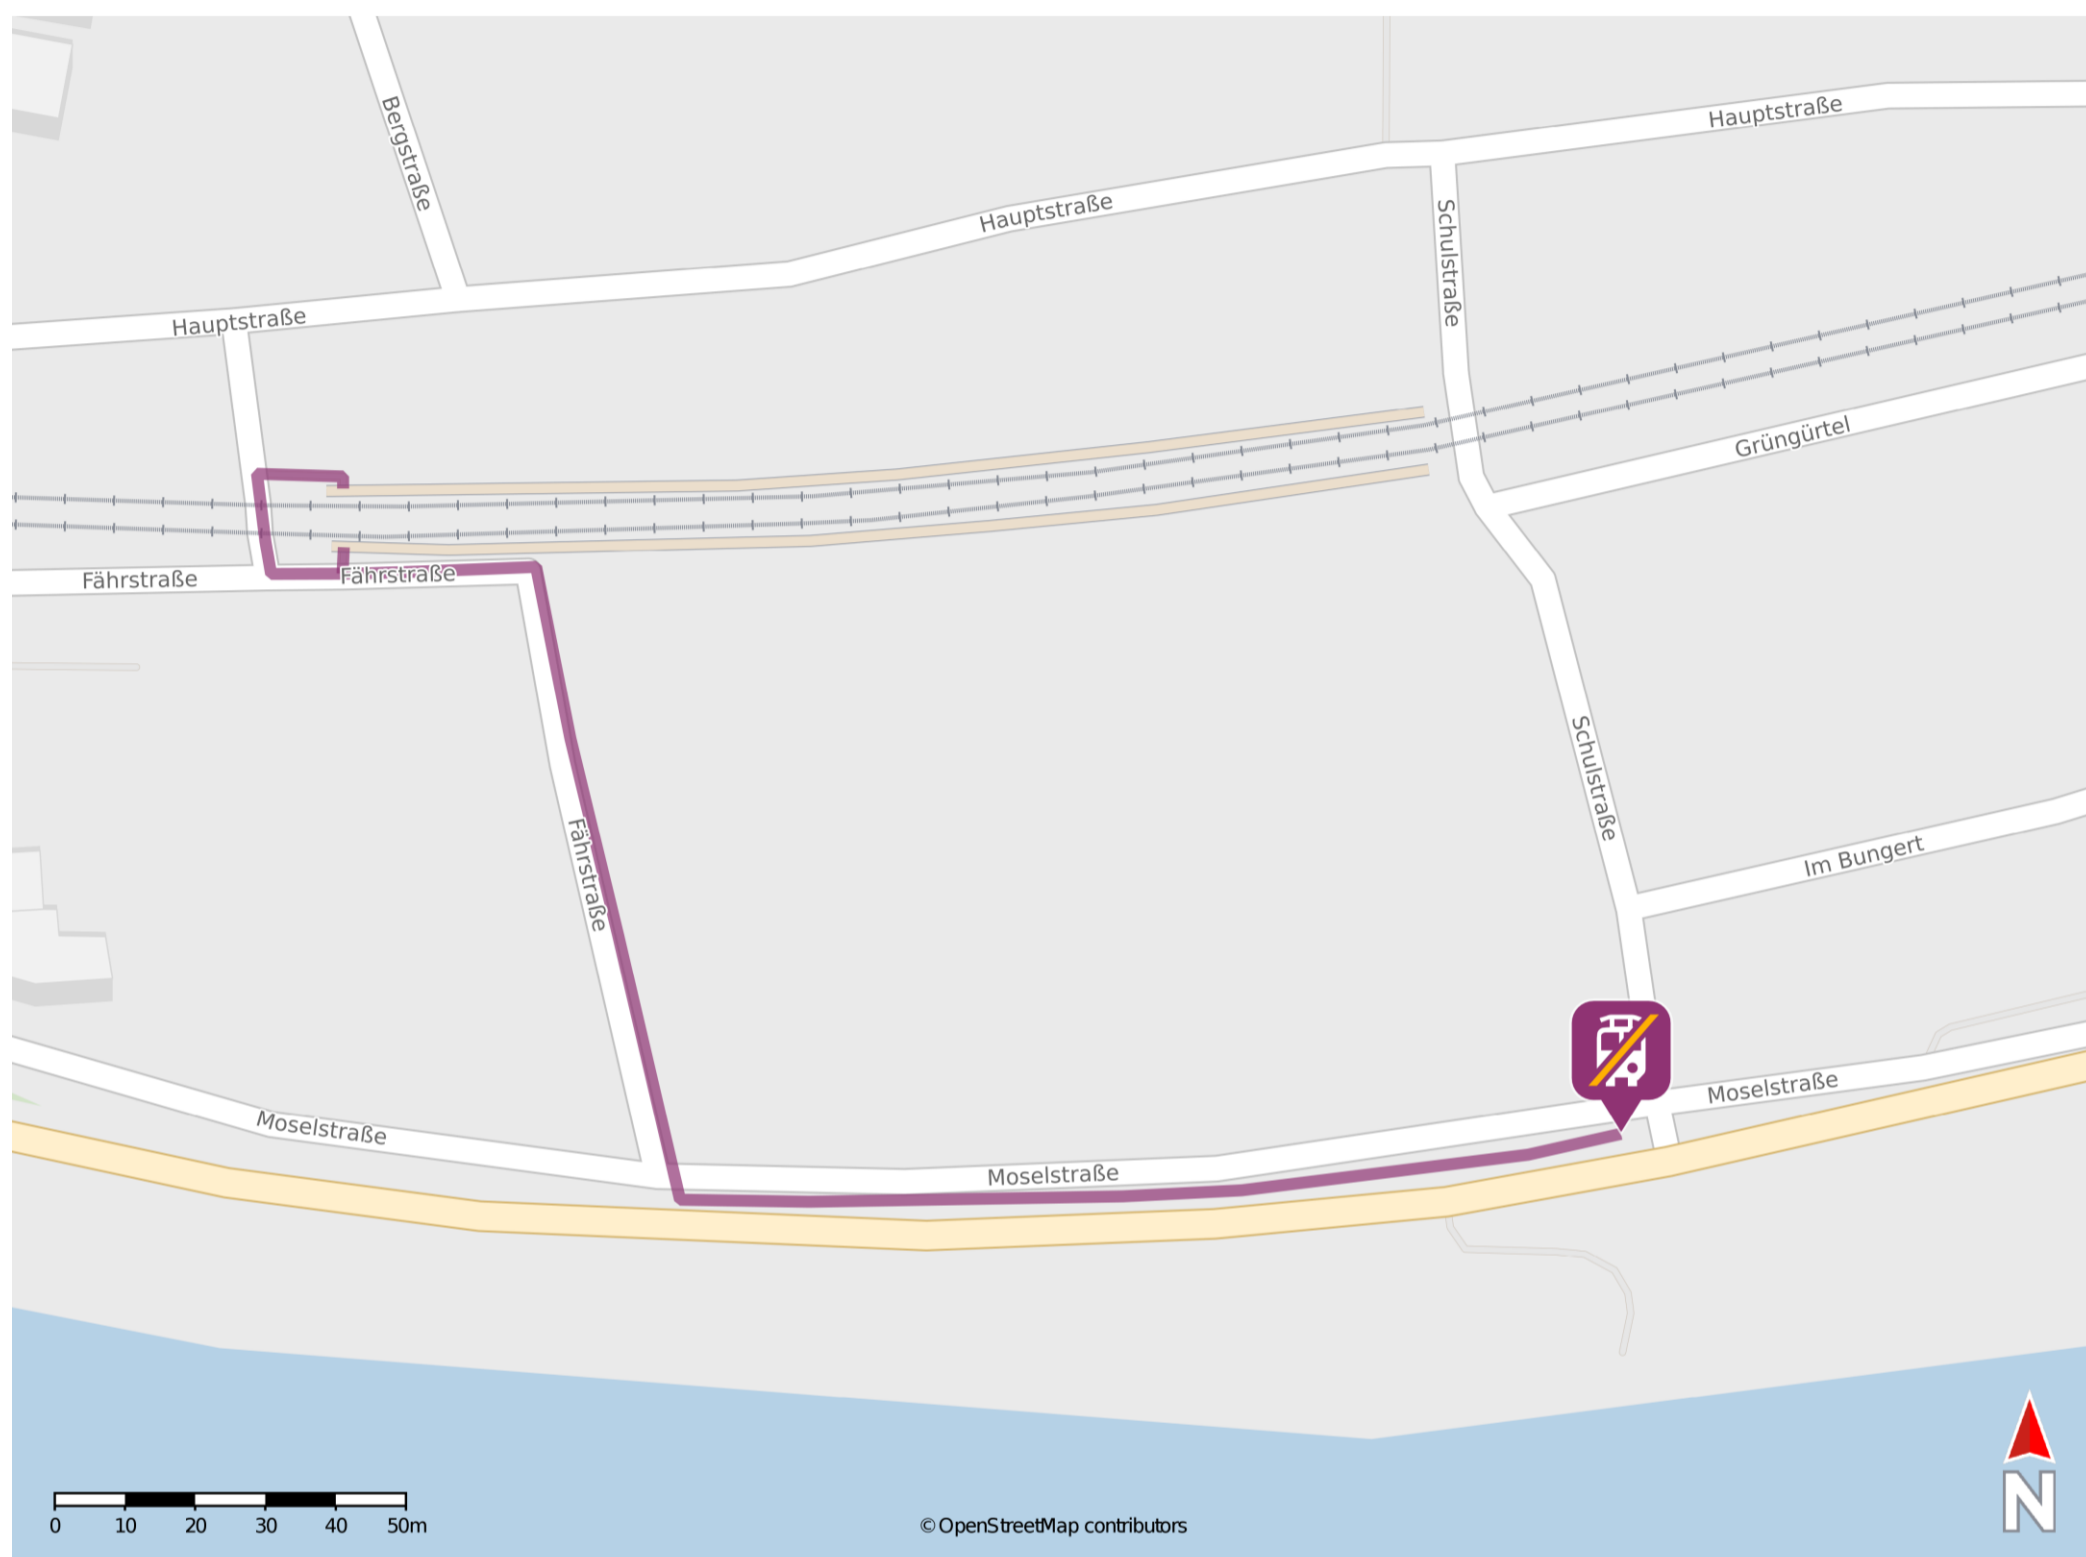 Bergstraße
Hauptstraße
Hauptstraße
Hauptstraße
Schulstraße
Grüngürtel
Fährstraße
Fährstraße
Schulstraße
Fährstraße
Im Bungert
Moselstraße
Moselstraße
Moselstraße
0 10 20 30 40 50m
© OpenStreetMap contributors
N